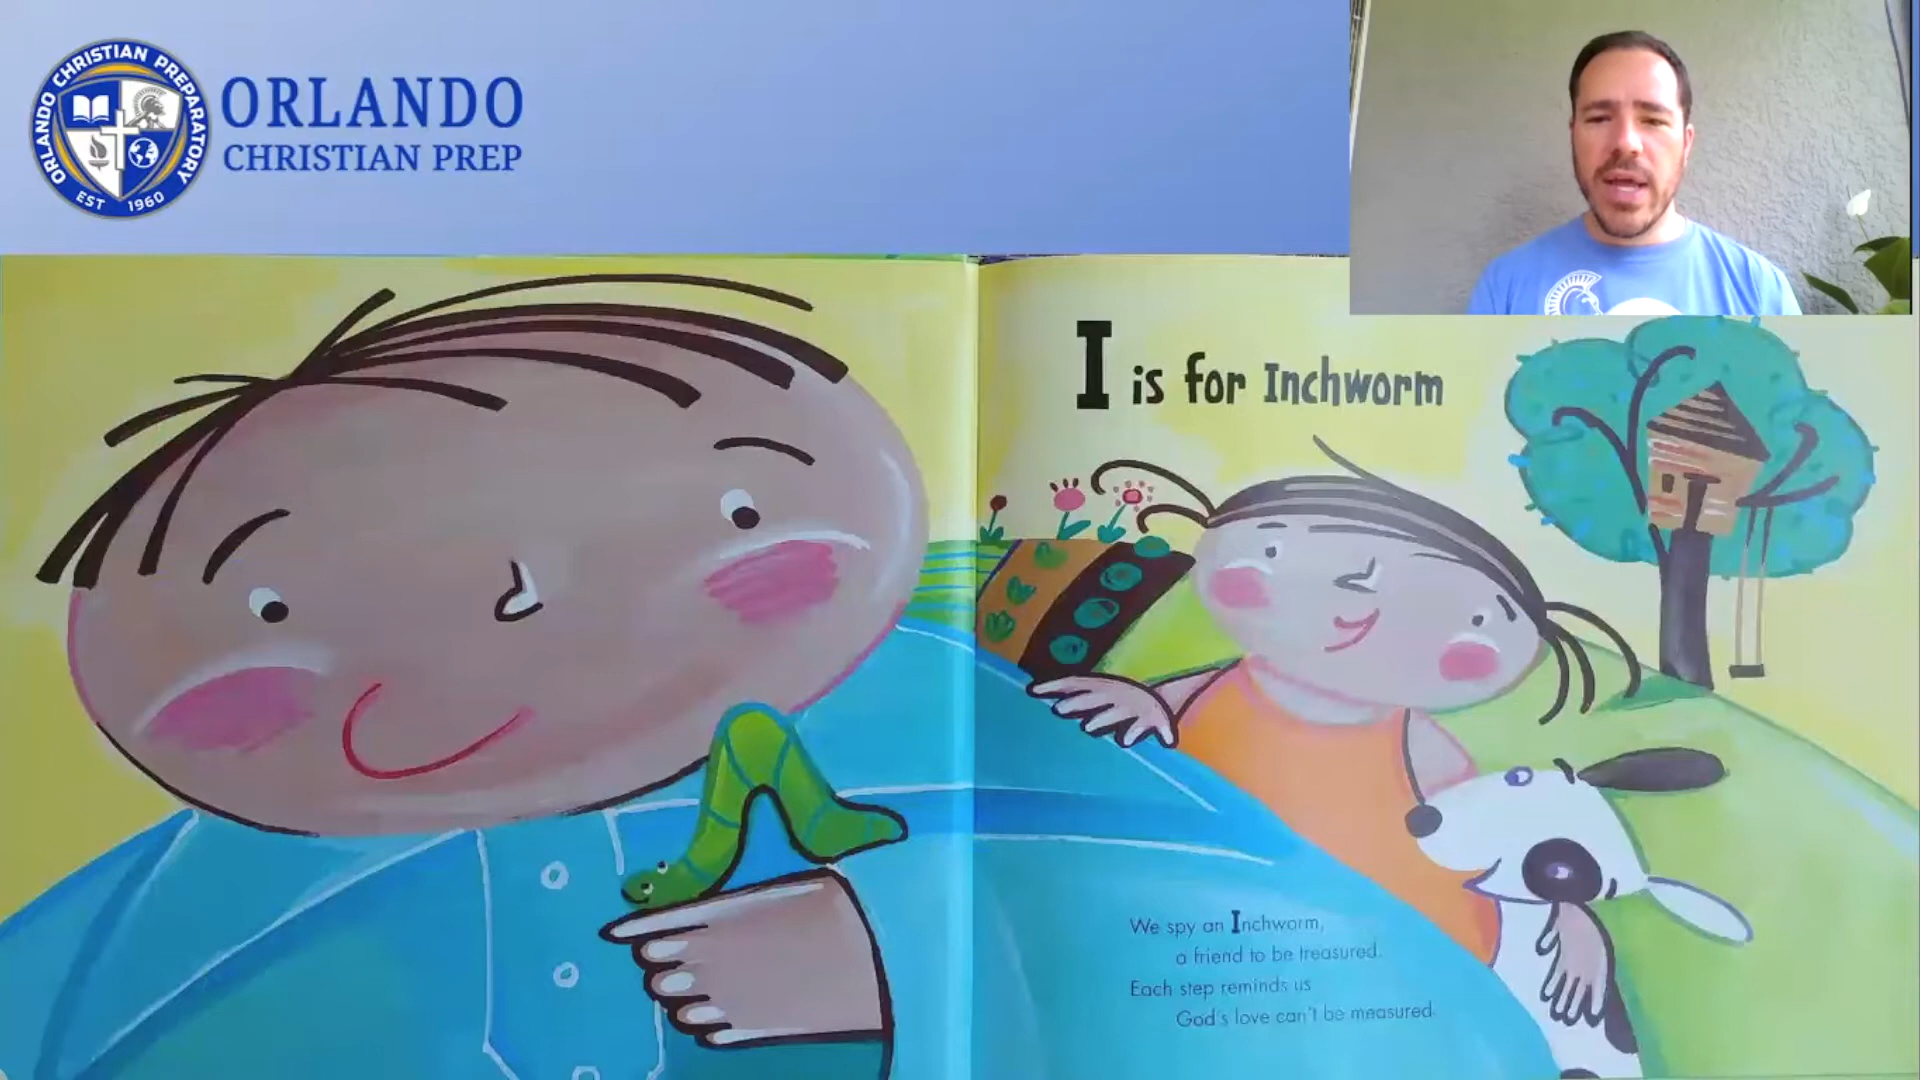 ORLANDO CHRISTIAN PREPARATORY
EST 1960
ORLANDO
CHRISTIAN PREP
I is for Inchworm
We spy an Inchworm,
a friend to be treasured.
Each step reminds us
God's love can't be measured.